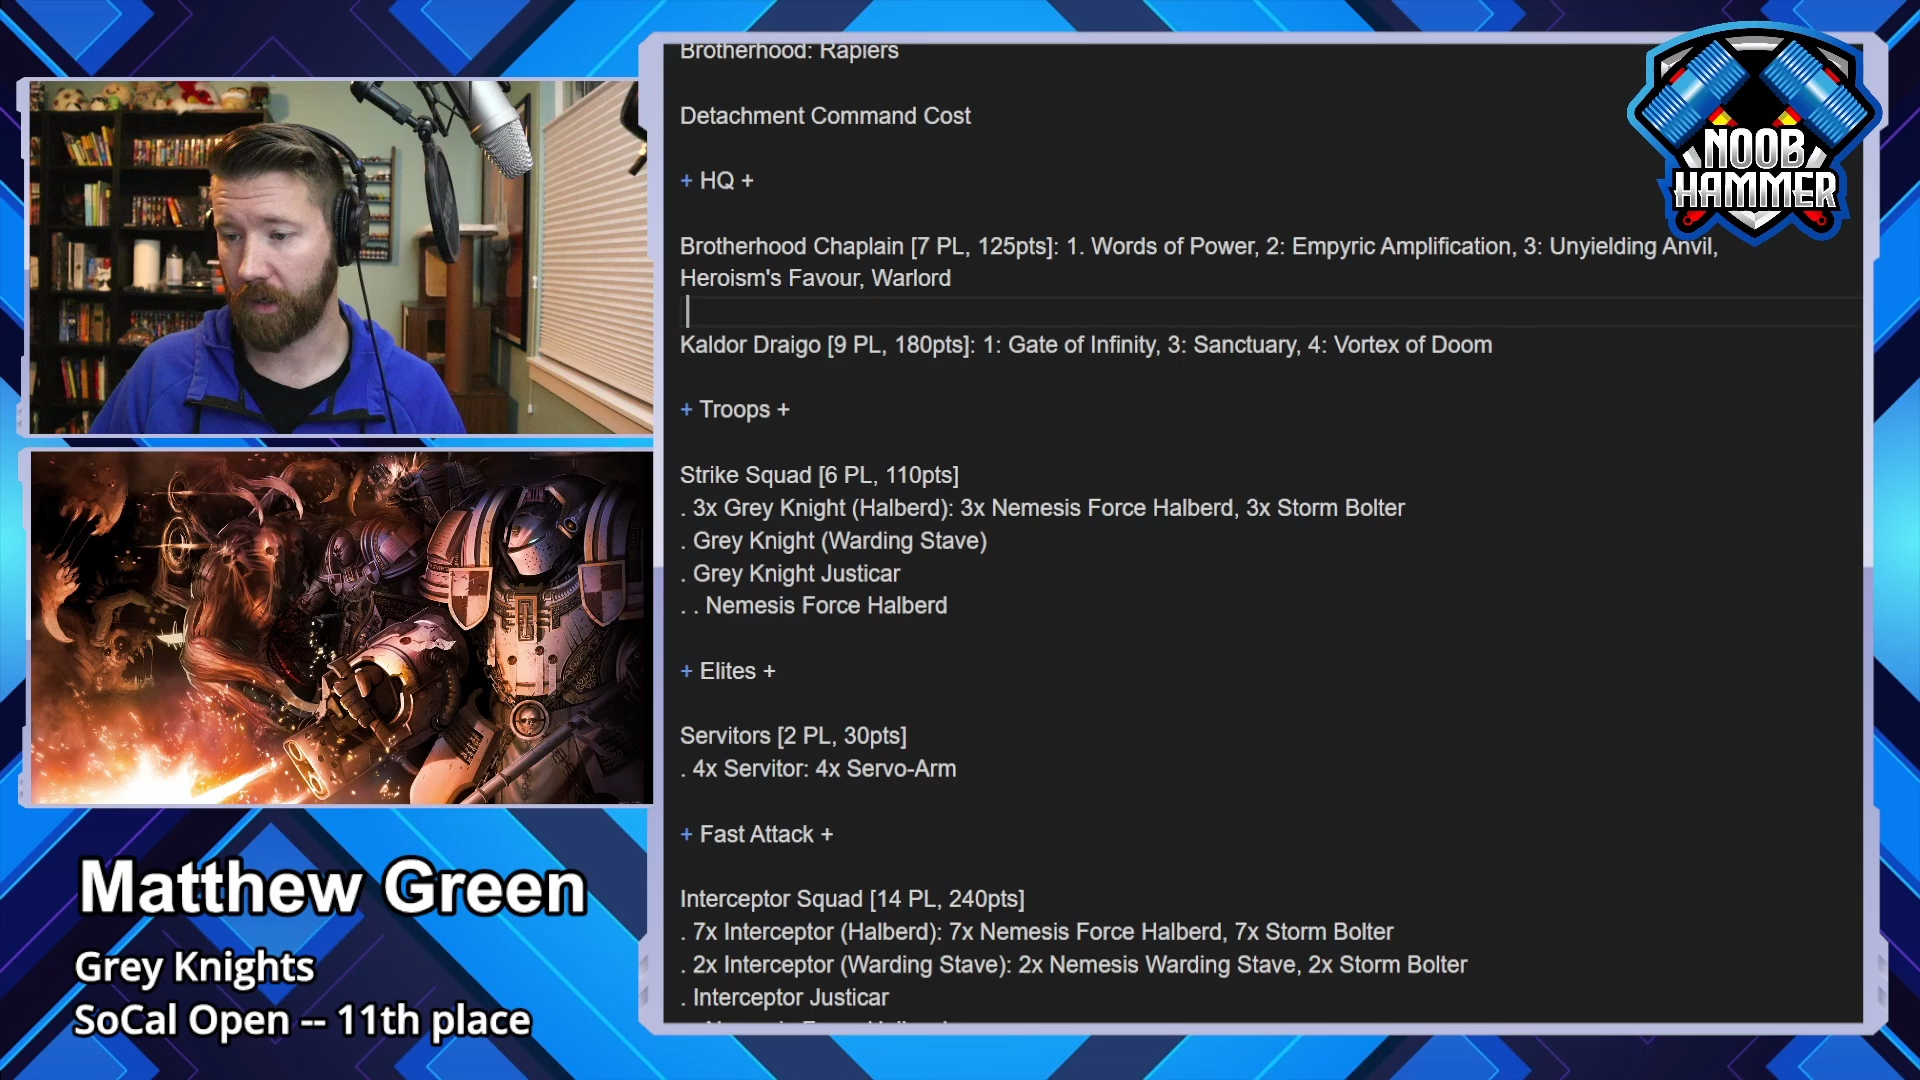 Brotherhood: Rapiers
Detachment Command Cost
+ HQ +
Brotherhood Chaplain [7 PL, 125pts]: 1. Words of Power, 2: Empyric Amplification, 3: Unyielding Anvil,
Heroism's Favour, Warlord
Kaldor Draigo [9 PL, 180pts]: 1: Gate of Infinity, 3: Sanctuary, 4: Vortex of Doom
+ Troops +
Strike Squad [6 PL, 110pts]
. 3x Grey Knight (Halberd): 3x Nemesis Force Halberd, 3x Storm Bolter
. Grey Knight (Warding Stave)
. Grey Knight Justicar
. . Nemesis Force Halberd
+ Elites +
Servitors [2 PL, 30pts]
. 4x Servitor: 4x Servo-Arm
+ Fast Attack +
Interceptor Squad [14 PL, 240pts]
. 7x Interceptor (Halberd): 7x Nemesis Force Halberd, 7x Storm Bolter
. 2x Interceptor (Warding Stave): 2x Nemesis Warding Stave, 2x Storm Bolter
. Interceptor Justicar
NOOB
HAMMER
Matthew Green
Grey Knights
SoCal Open -- 11th place